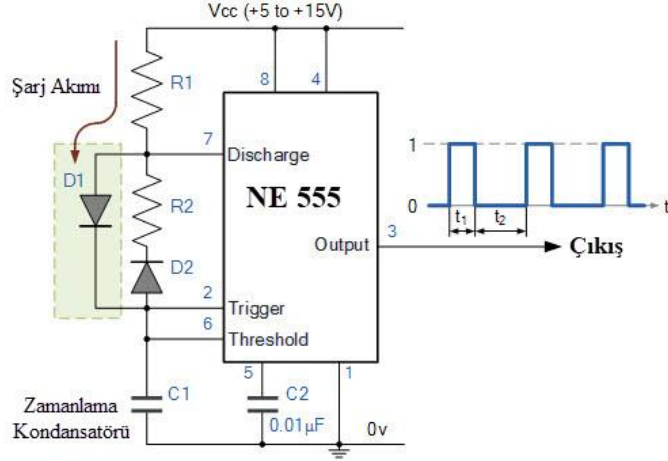 Vcc (+5 to +15V)
Şarj Akımı
R1
8
4
7
Discharge
D1
R2
NE 555
1
0
t
t1
t2
Output
3
Çıkış
D2
2
Trigger
6
Threshold
5
1
C1
C2
Zamanlama
Kondansatörü
0.01µF
0v